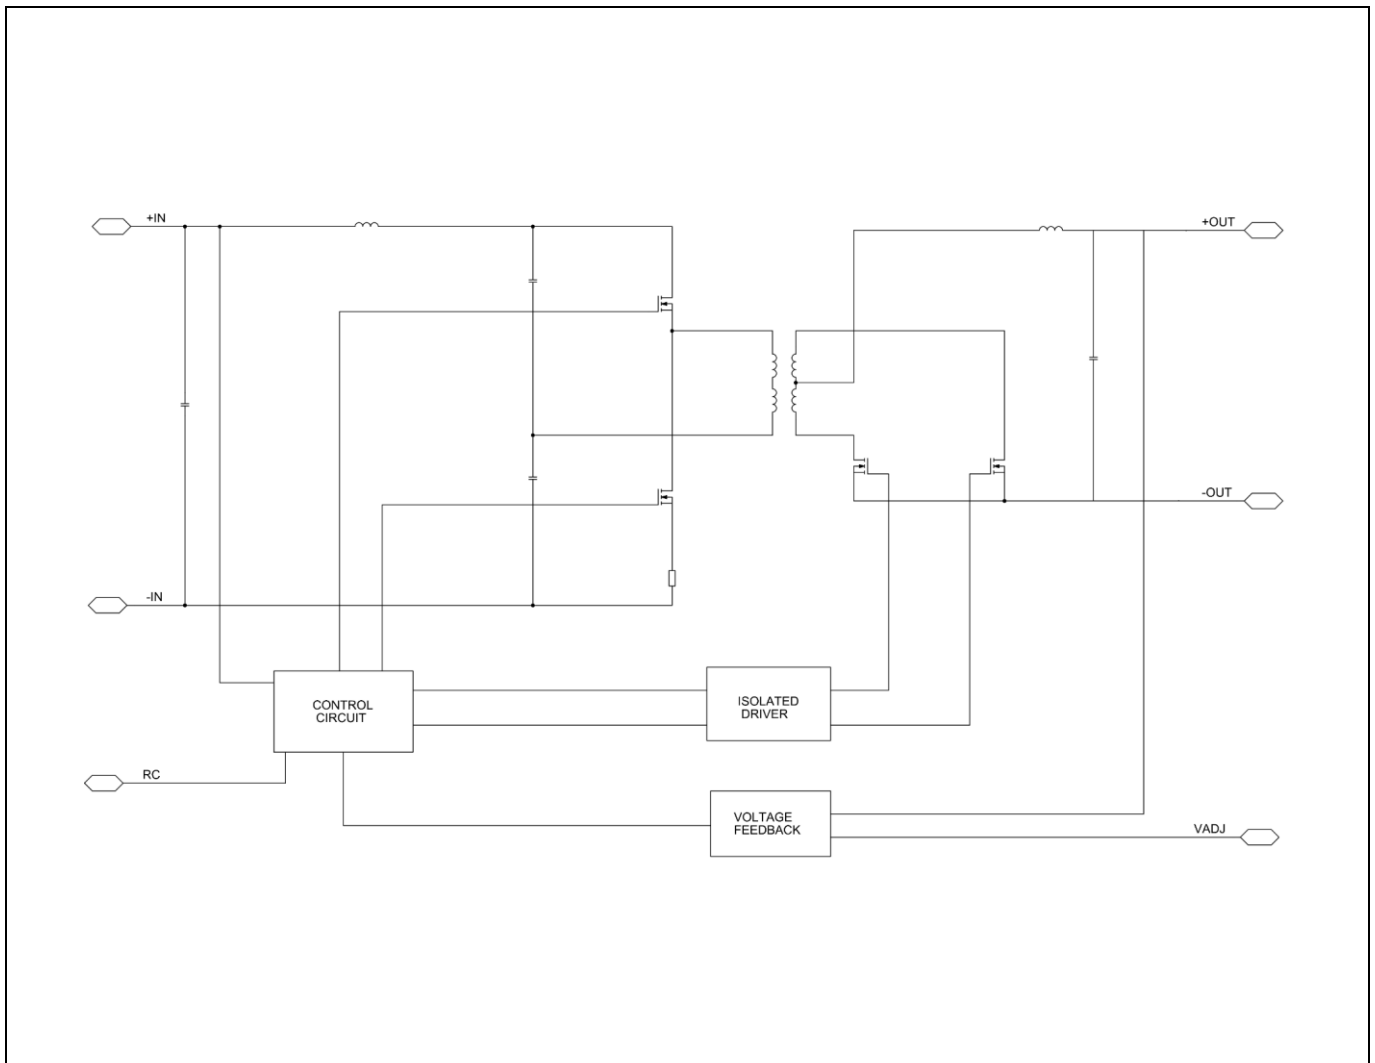 +IN
+OUT
-OUT
-IN
CONTROL
CIRCUIT
ISOLATED
DRIVER
RC
VOLTAGE
FEEDBACK
VADJ